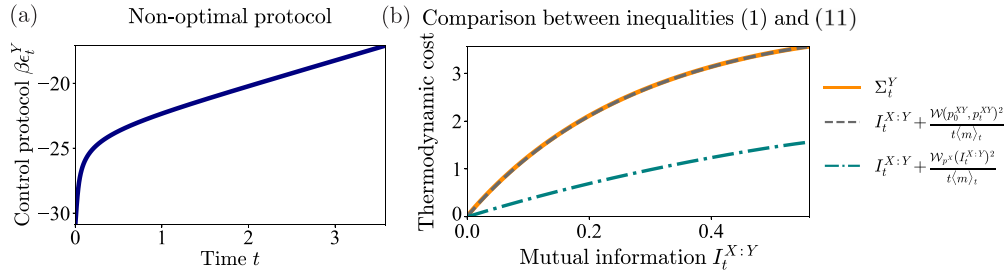 (a) Non-optimal protocol
Control protocol βϵ_t^Y
−20
−25
−30
0 1 2 3
Time t
(b) Comparison between inequalities (1) and (11)
Thermodynamic cost
3
2
1
0
0.0 0.2 0.4
Mutual information I_t^{X:Y}
Σ_t^Y
I_t^{X:Y} + 𝒲(p_0^{XY}, p_t^{XY})^2 / t⟨m⟩_t
I_t^{X:Y} + 𝒲_{p^X}(I_t^{X:Y})^2 / t⟨m⟩_t